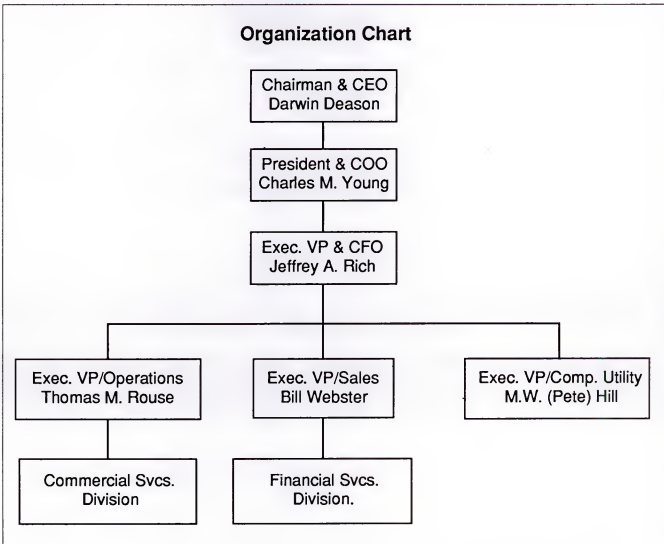 Organization Chart
Chairman & CEO
Darwin Deason
President & COO
Charles M. Young
Exec. VP & CFO
Jeffrey A. Rich
Exec. VP/Operations
Thomas M. Rouse
Exec. VP/Sales
Bill Webster
Exec. VP/Comp. Utility
M.W. (Pete) Hill
Commercial Svcs.
Division
Financial Svcs.
Division.